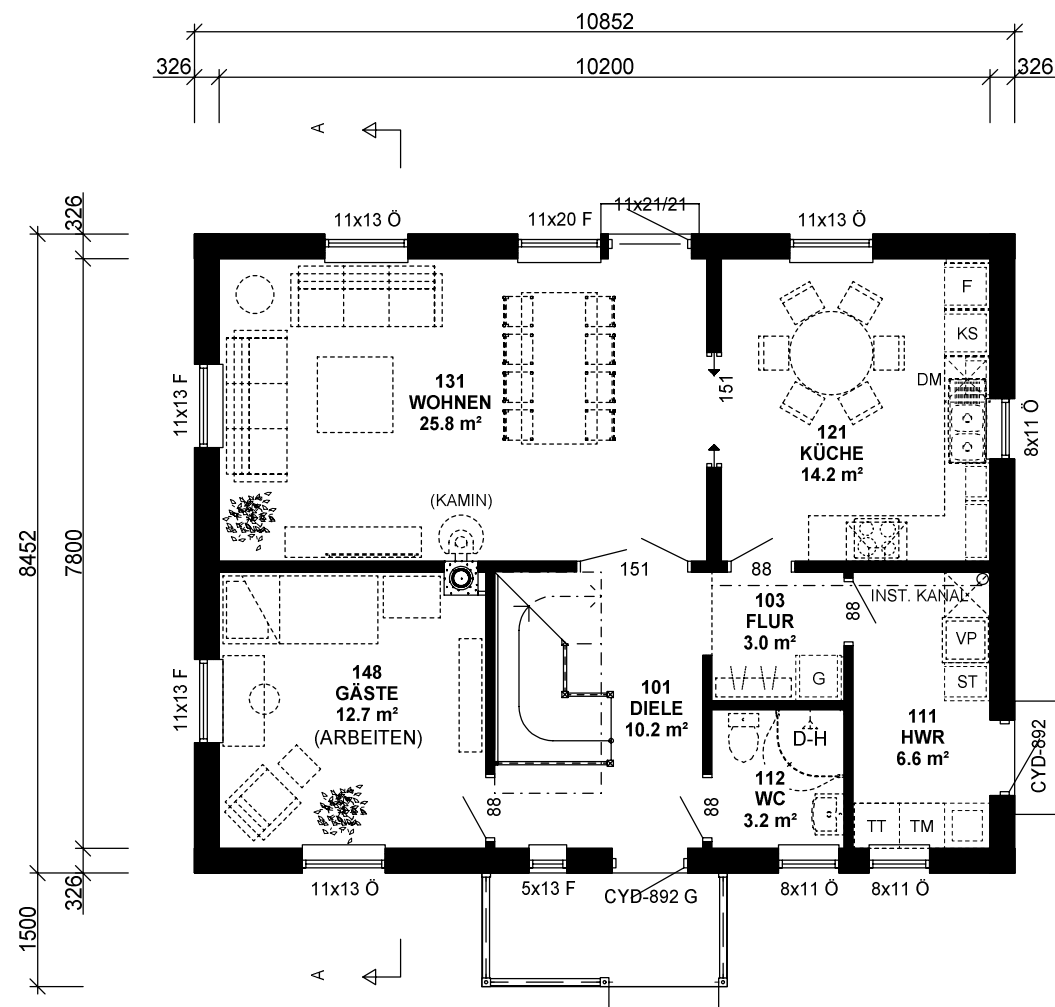 10852
326 10200 326
A
326
11x13 Ö
11x20 F
11x21/21
11x13 Ö
F
KS
DM
131
WOHNEN
25.8 m²
151
121
KÜCHE
14.2 m²
11x13 F
8x11 Ö
(KAMIN)
8452
7800
151
88
103
FLUR
3.0 m²
88
INST. KANAL
VP
ST
G
11x13 F
148
GÄSTE
12.7 m²
(ARBEITEN)
101
DIELE
10.2 m²
D-H
111
HWR
6.6 m²
CYD-892
112
WC
3.2 m²
88
88
TT
TM
326
1500
11x13 Ö
5x13 F
CYD-892 G
8x11 Ö
8x11 Ö
A